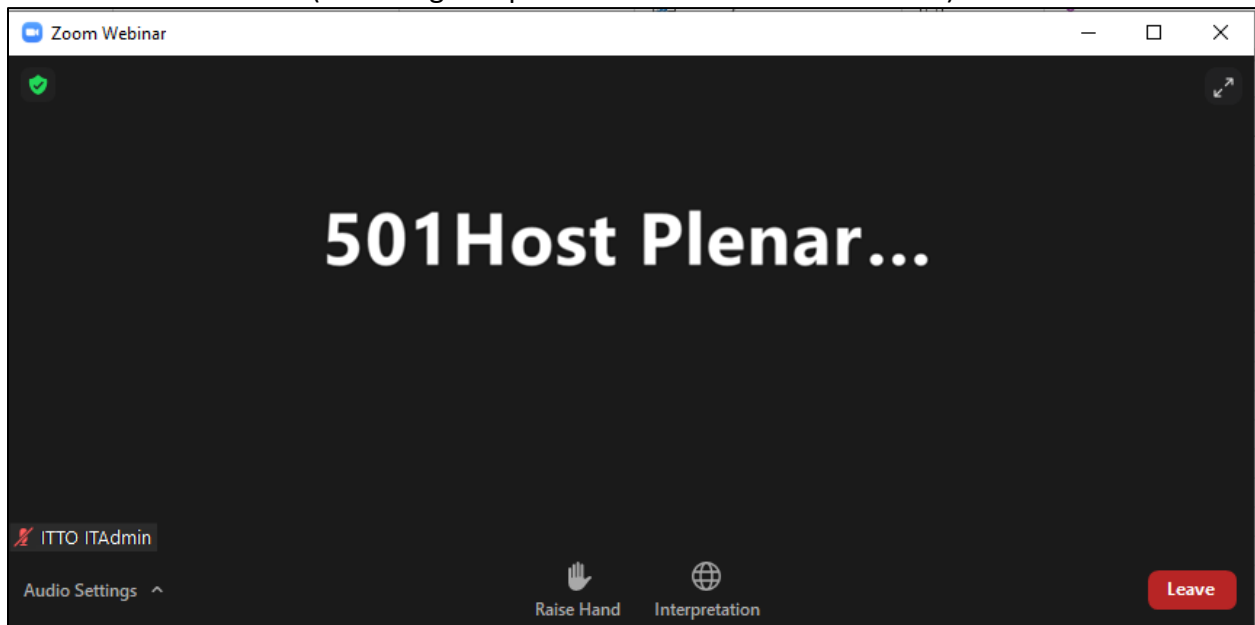 Zoom Webinar
501Host Plenar...
ITTO ITAdmin
Audio Settings
Raise Hand
Interpretation
Leave